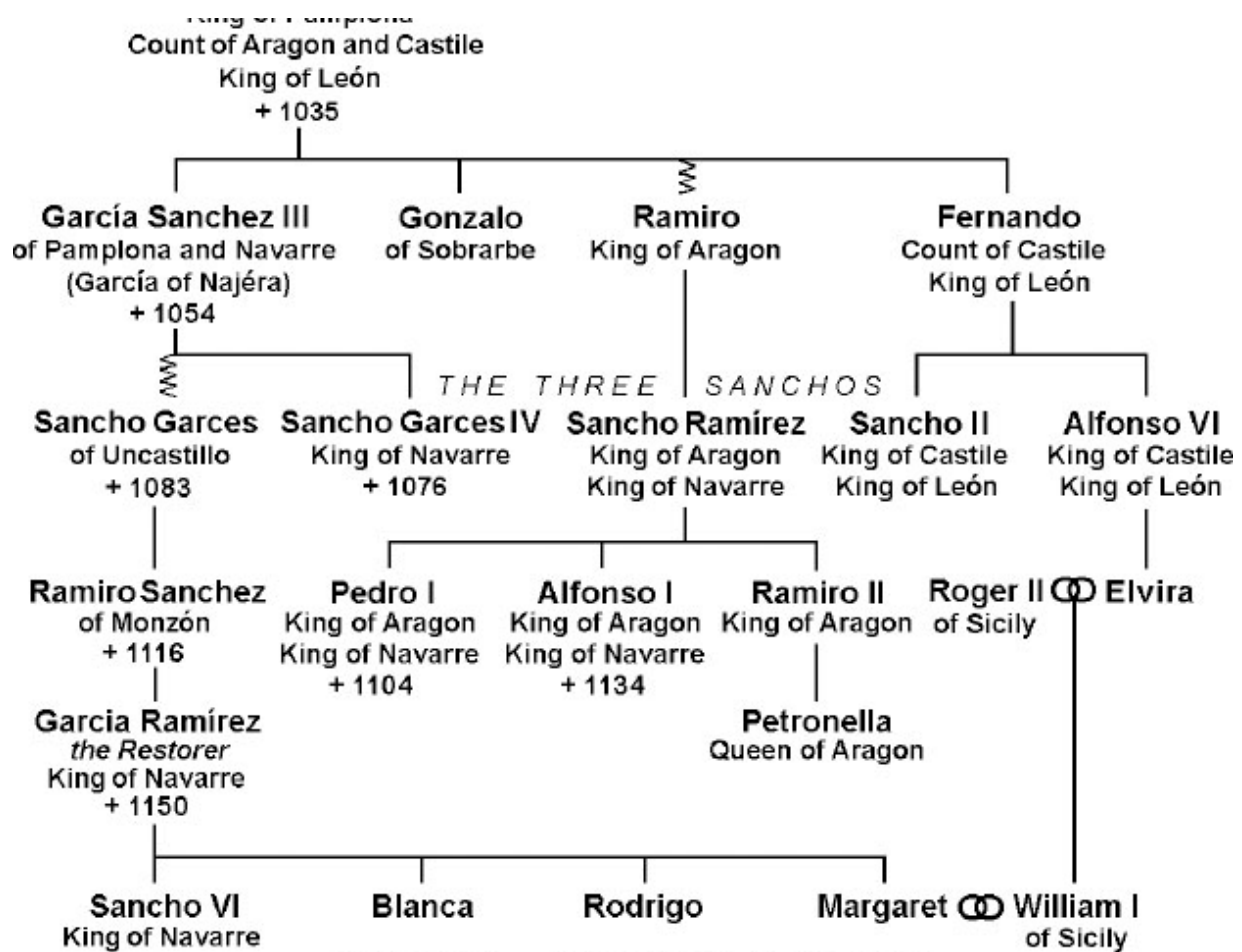 King of Pamplona
Count of Aragon and Castile
King of León
+ 1035
García Sanchez III
of Pamplona and Navarre
(García of Najéra)
+ 1054
Gonzalo
of Sobrarbe
Ramiro
King of Aragon
Fernando
Count of Castile
King of León
THE THREE SANCHOS
Sancho Garces
of Uncastillo
+ 1083
Sancho Garces IV
King of Navarre
+ 1076
Sancho Ramírez
King of Aragon
King of Navarre
Sancho II
King of Castile
King of León
Alfonso VI
King of Castile
King of León
Ramiro Sanchez
of Monzón
+ 1116
Pedro I
King of Aragon
King of Navarre
+ 1104
Alfonso I
King of Aragon
King of Navarre
+ 1134
Ramiro II
King of Aragon
Roger II
of Sicily
Elvira
Garcia Ramírez
the Restorer
King of Navarre
+ 1150
Petronella
Queen of Aragon
Sancho VI
King of Navarre
Blanca
Rodrigo
Margaret
William I
of Sicily